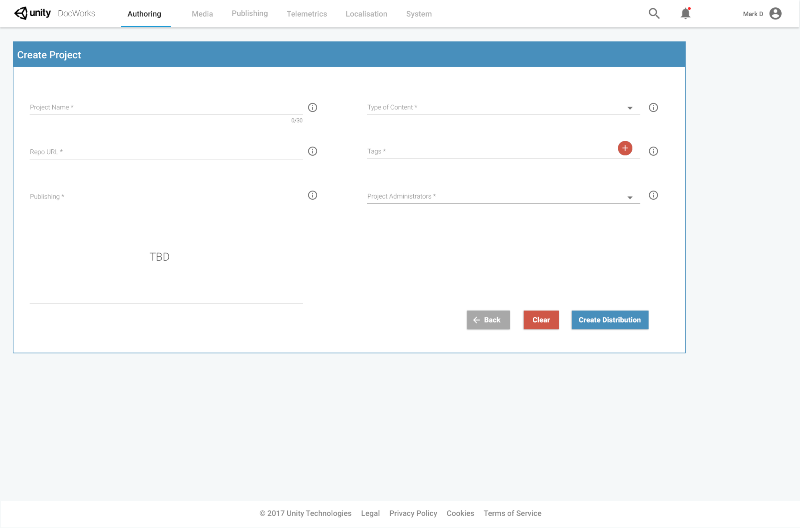 unity DocWorks Authoring Media Publishing Telemetrics Localisation System Mark D
Create Project
Project Name * Type of Content *
0/90
Repo URL * Tags *
Publishing * Project Administrators *
TBD
Back Clear Create Distribution
© 2017 Unity Technologies Legal Privacy Policy Cookies Terms of Service